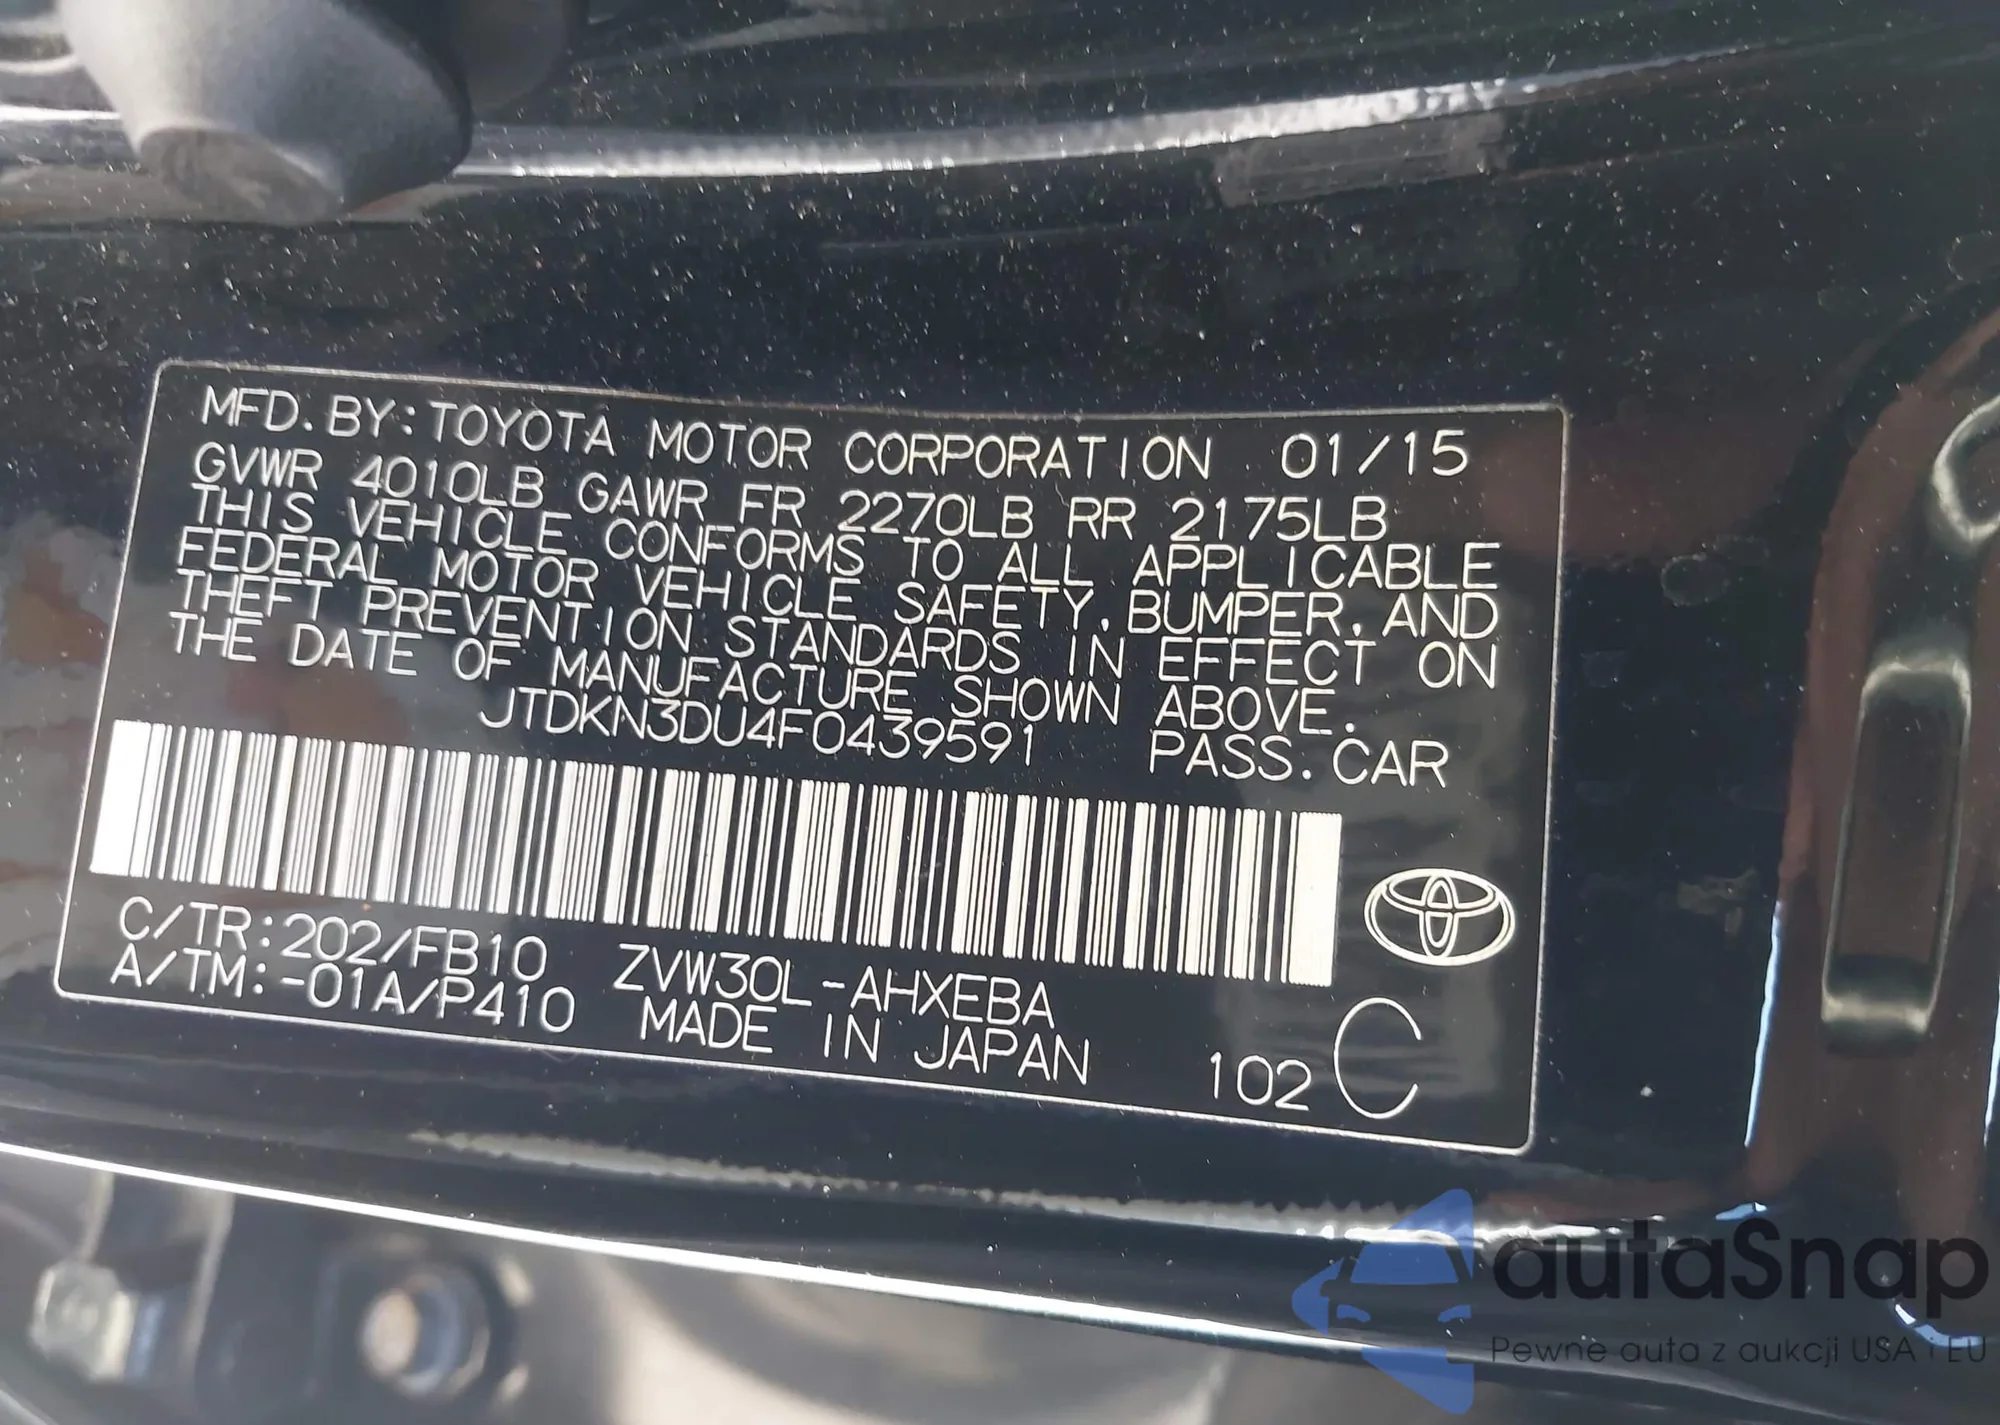 MFD. BY: TOYOTA MOTOR CORPORATION 01/15
GVWR 4010LB GAWR FR 2270LB RR 2175LB
THIS VEHICLE CONFORMS TO ALL APPLICABLE
FEDERAL MOTOR VEHICLE SAFETY, BUMPER, AND
THEFT PREVENTION STANDARDS IN EFFECT ON
THE DATE OF MANUFACTURE SHOWN ABOVE.
JTDKN3DU4F0439591 PASS. CAR
C/TR: 202/FB10 ZVW30L-AHXEBA
A/TM: -01A/P410 MADE IN JAPAN 102 C
autaSnap
Pewne auta z aukcji USA i EU